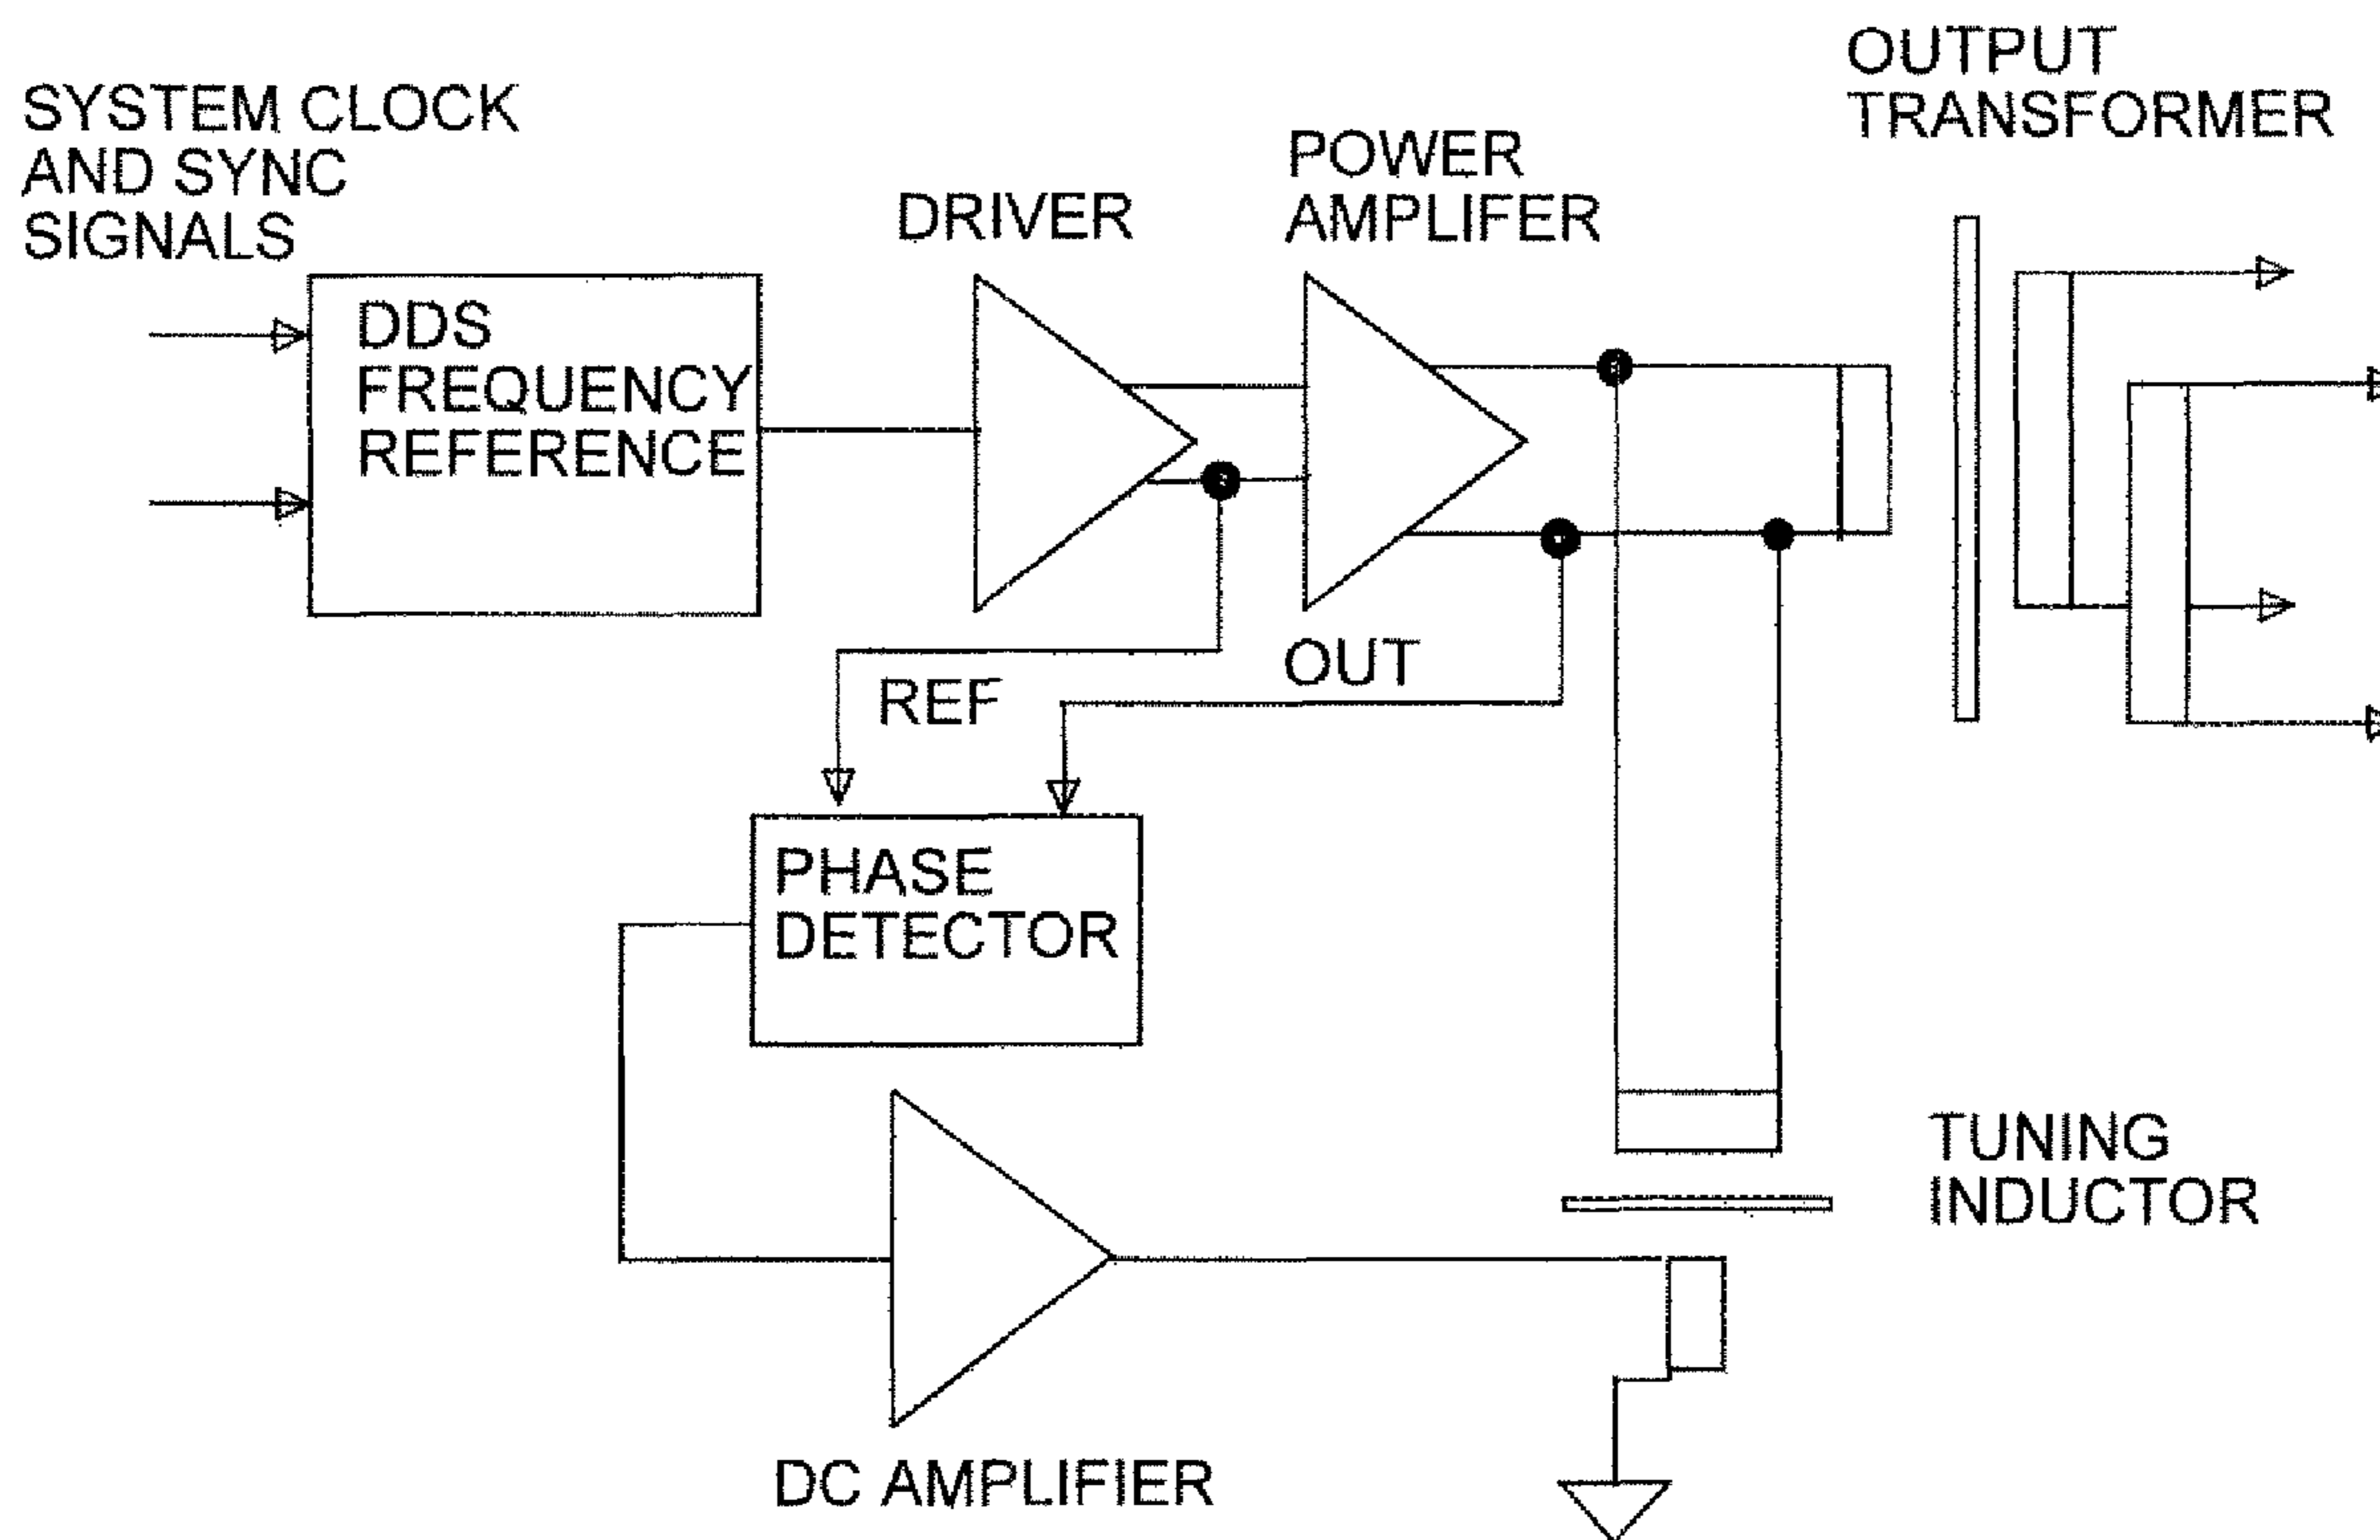 SYSTEM CLOCK
AND SYNC
SIGNALS
DDS
FREQUENCY
REFERENCE
DRIVER
POWER
AMPLIFER
OUTPUT
TRANSFORMER
REF
OUT
PHASE
DETECTOR
DC AMPLIFIER
TUNING
INDUCTOR